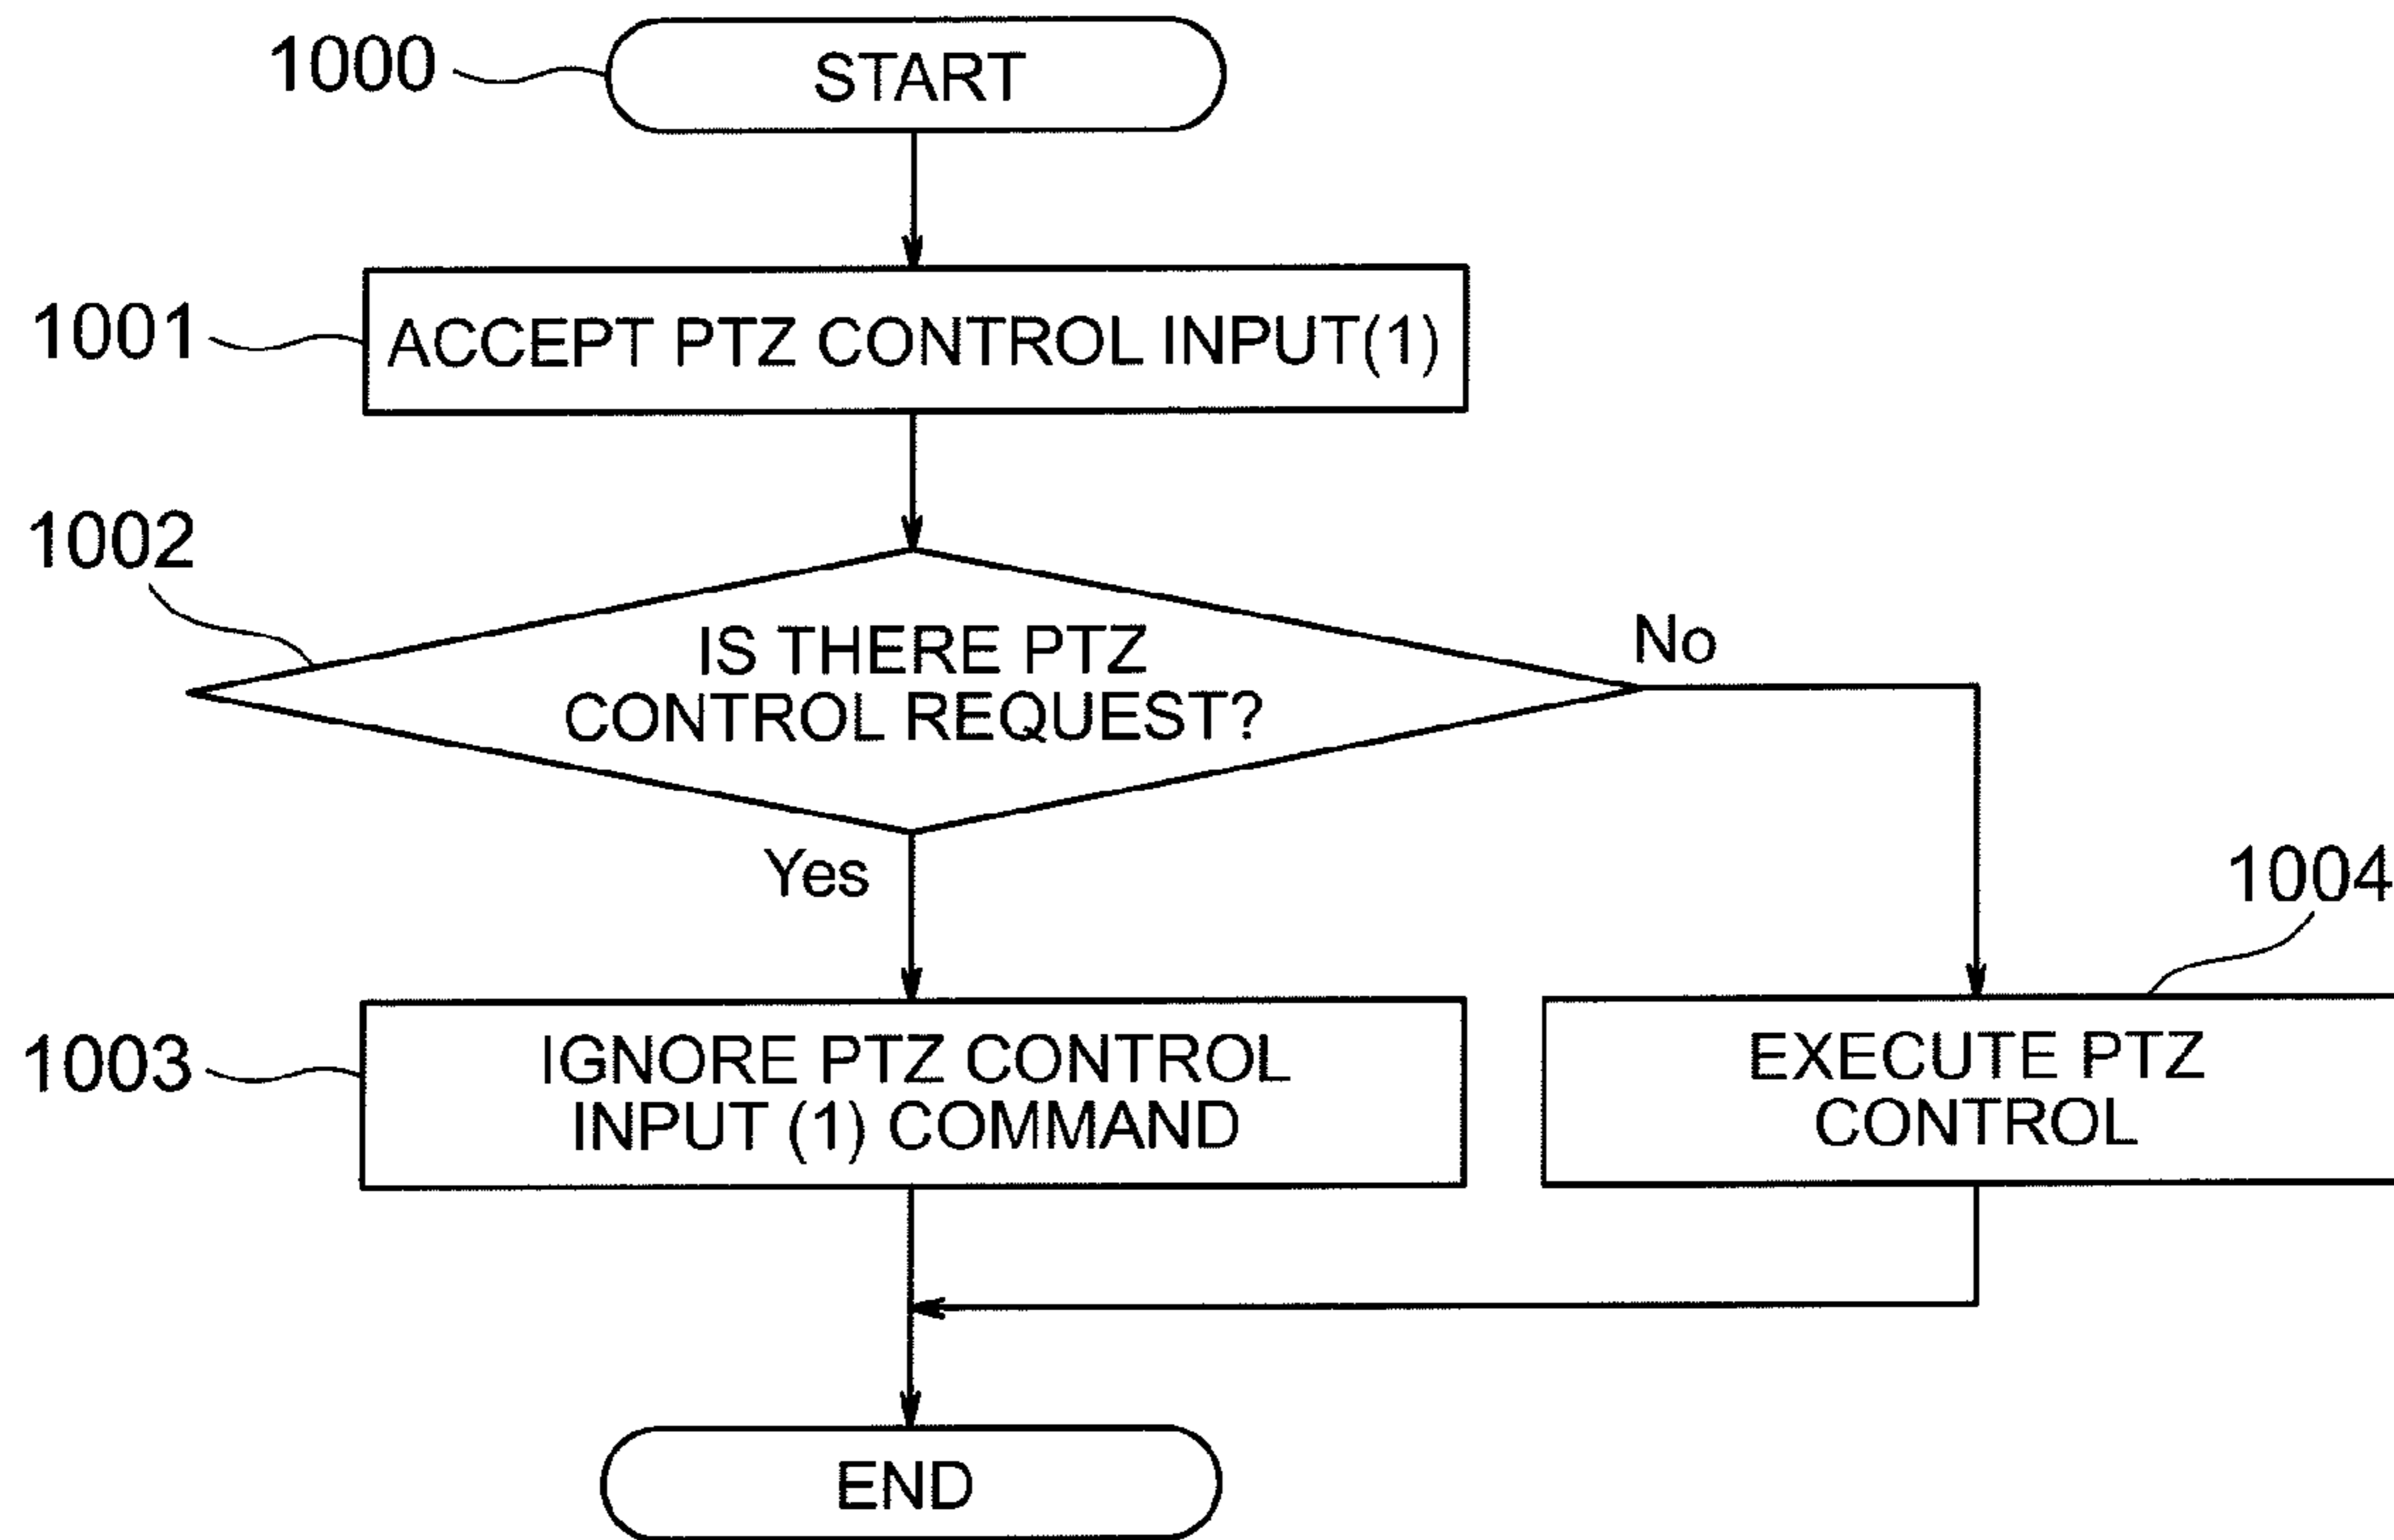 1000
START
1001
ACCEPT PTZ CONTROL INPUT(1)
1002
IS THERE PTZ
CONTROL REQUEST?
No
Yes
1004
1003
IGNORE PTZ CONTROL
INPUT (1) COMMAND
EXECUTE PTZ
CONTROL
END